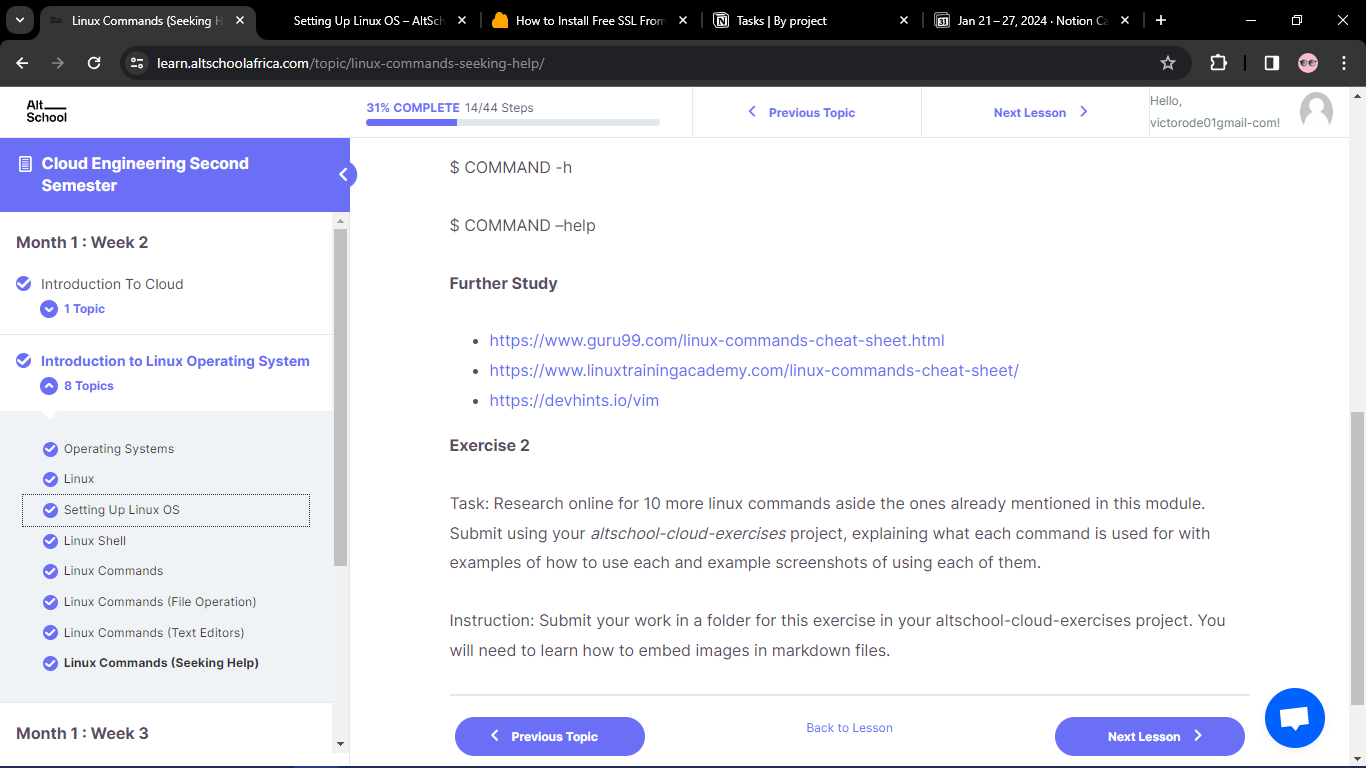 Linux Commands (Seeking H
Setting Up Linux OS – AltSch
How to Install Free SSL From
Tasks | By project
Jan 21 – 27, 2024 · Notion Ca
learn.altschoolafrica.com/topic/linux-commands-seeking-help/
Alt
School
31% COMPLETE 14/44 Steps
Previous Topic
Next Lesson
Hello,
victorode01gmail-com!
Cloud Engineering Second
Semester
Month 1 : Week 2
Introduction To Cloud
1 Topic
Introduction to Linux Operating System
8 Topics
Operating Systems
Linux
Setting Up Linux OS
Linux Shell
Linux Commands
Linux Commands (File Operation)
Linux Commands (Text Editors)
Linux Commands (Seeking Help)
Month 1 : Week 3
$ COMMAND -h
$ COMMAND –help
Further Study
https://www.guru99.com/linux-commands-cheat-sheet.html
https://www.linuxtrainingacademy.com/linux-commands-cheat-sheet/
https://devhints.io/vim
Exercise 2
Task: Research online for 10 more linux commands aside the ones already mentioned in this module.
Submit using your altschool-cloud-exercises project, explaining what each command is used for with
examples of how to use each and example screenshots of using each of them.
Instruction: Submit your work in a folder for this exercise in your altschool-cloud-exercises project. You
will need to learn how to embed images in markdown files.
Previous Topic
Back to Lesson
Next Lesson